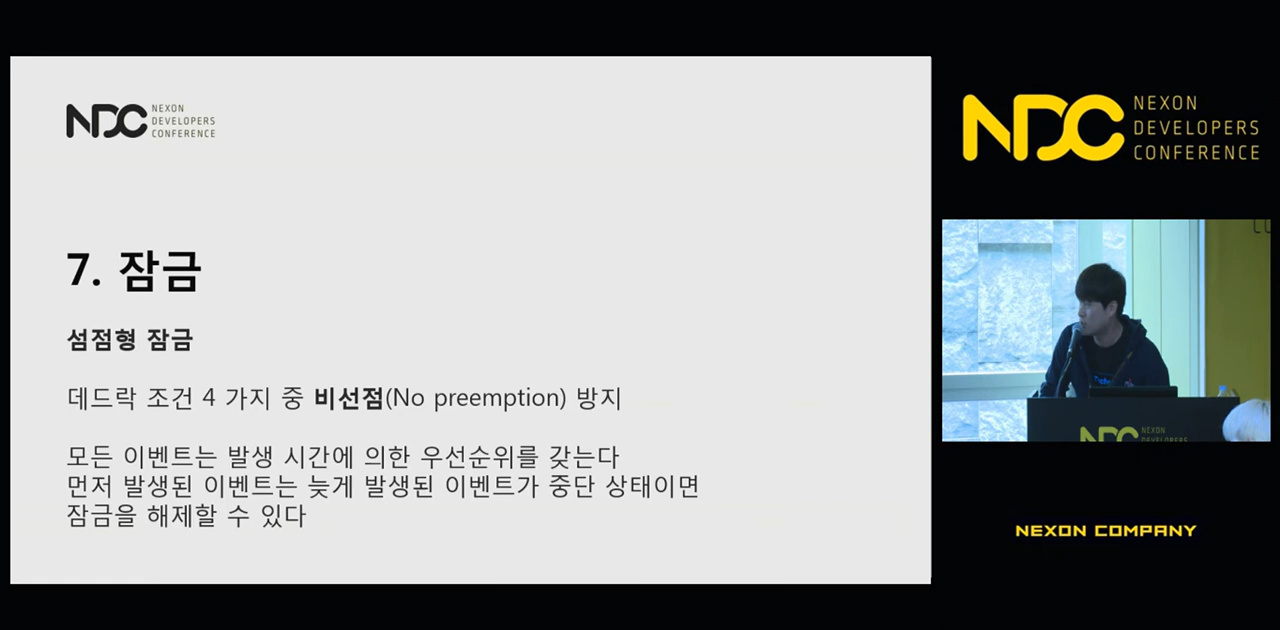 NDC NEXON
DEVELOPERS
CONFERENCE
7. 잠금
섬점형 잠금
데드락 조건 4 가지 중 비선점(No preemption) 방지
모든 이벤트는 발생 시간에 의한 우선순위를 갖는다
먼저 발생된 이벤트는 늦게 발생된 이벤트가 중단 상태이면
잠금을 해제할 수 있다
NDC NEXON
DEVELOPERS
CONFERENCE
NDC NEXON
DEVELOPERS
NEXON COMPANY